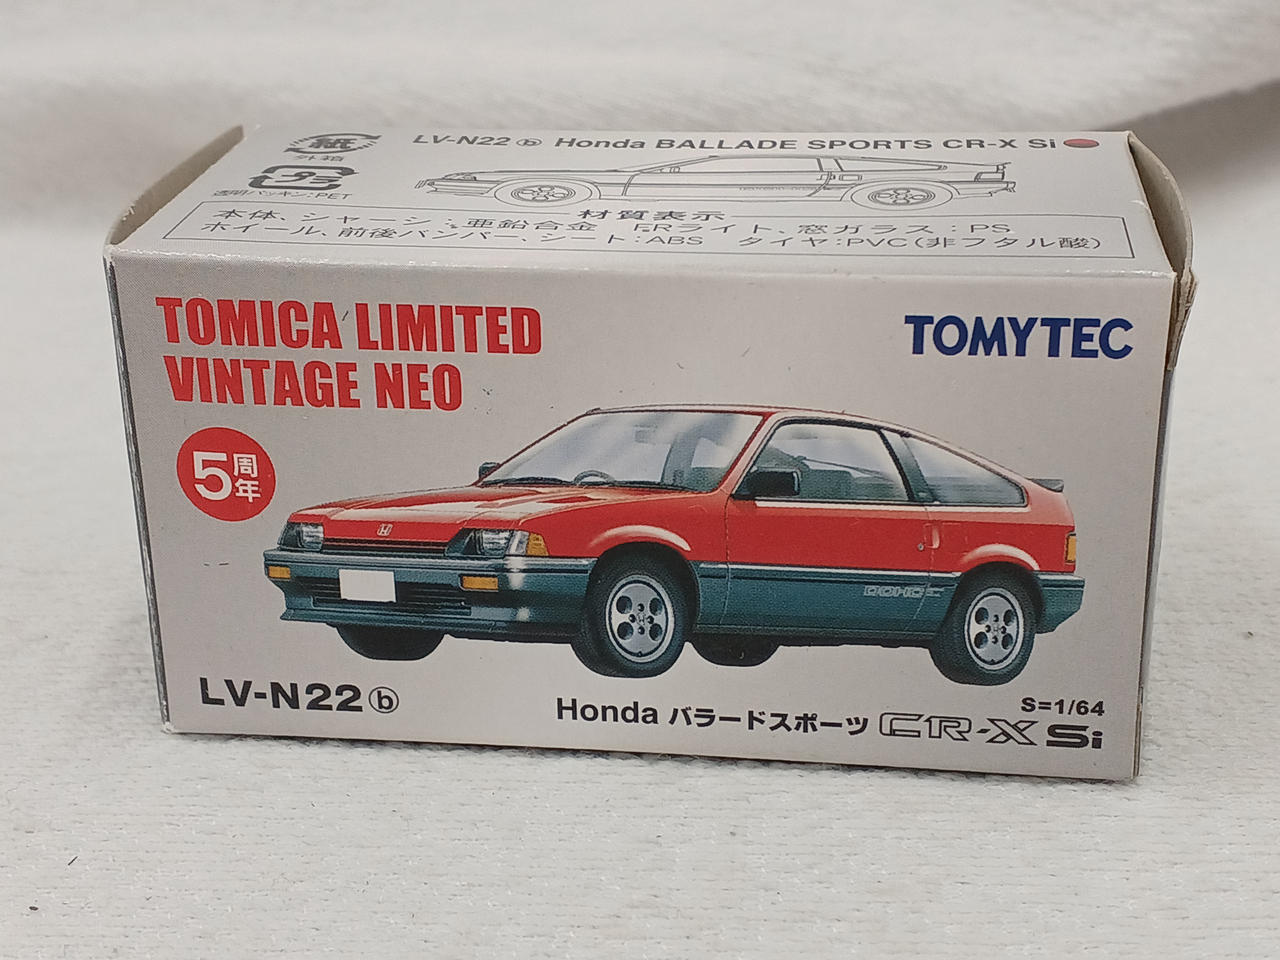 紙
外箱
透明パッキン:PET
LV-N22 ⓑ Honda BALLADE SPORTS CR-X Si
材質表示
本体、シャーシ:亜鉛合金 F.Rライト、窓ガラス:PS
ホイール、前後バンパー、シート:ABS タイヤ:PVC(非フタル酸)
TOMICA LIMITED
VINTAGE NEO
TOMYTEC
5周年
DOHC
LV-N22 ⓑ
S=1/64
Honda バラードスポーツ CR-X Si